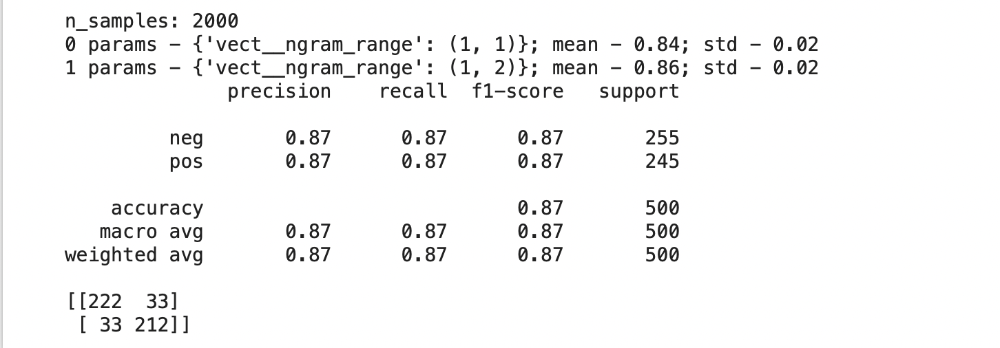 n_samples: 2000
0 params - {'vect__ngram_range': (1, 1)}; mean - 0.84; std - 0.02
1 params - {'vect__ngram_range': (1, 2)}; mean - 0.86; std - 0.02
              precision    recall  f1-score   support

         neg       0.87      0.87      0.87       255
         pos       0.87      0.87      0.87       245

    accuracy                           0.87       500
   macro avg       0.87      0.87      0.87       500
weighted avg       0.87      0.87      0.87       500

[[222  33]
 [ 33 212]]